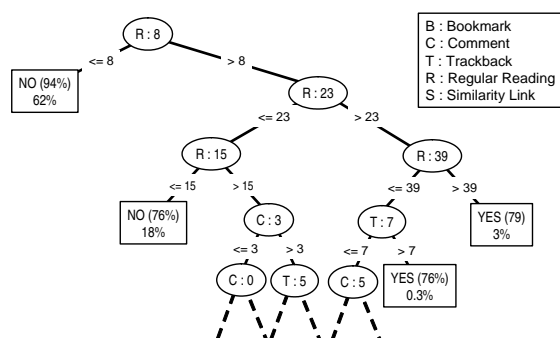 R : 8
<= 8
> 8
NO (94%)
62%
R : 23
<= 23
> 23
R : 15
R : 39
<= 15
> 15
<= 39
> 39
NO (76%)
18%
C : 3
T : 7
YES (79)
3%
<= 3
> 3
<= 7
> 7
C : 0
T : 5
C : 5
YES (76%)
0.3%
B : Bookmark
C : Comment
T : Trackback
R : Regular Reading
S : Similarity Link